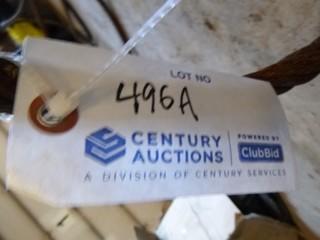 LOT NO
496A
CENTURY
AUCTIONS
POWERED BY
ClubBid
A DIVISION OF CENTURY SERVICES